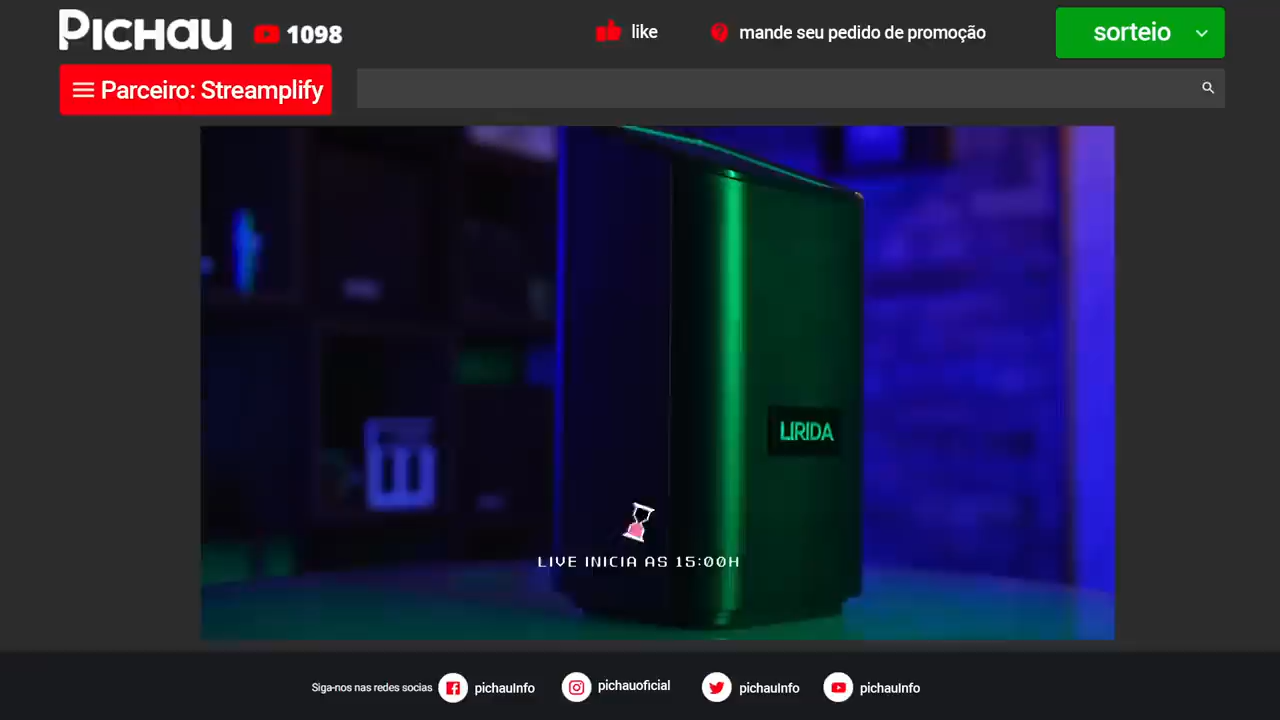 PICHAU
1098
like
mande seu pedido de promoção
sorteio
Parceiro: Streamplify
LIRIDA
LIVE INICIA AS 15:00H
Siga-nos nas redes socias
pichauInfo
pichauoficial
pichauInfo
pichauInfo